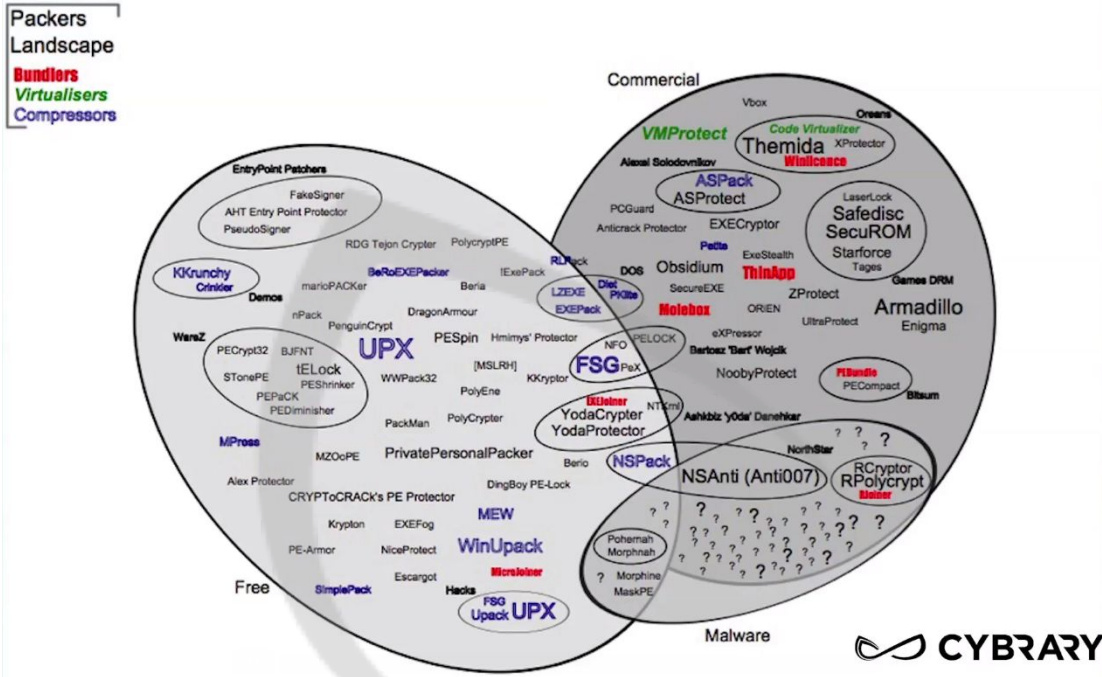 Packers
Landscape
Bundlers
Virtualisers
Compressors
Commercial
Vbox
Oreans
VMProtect
Code Virtualizer
Themida
XProtector
Winlicence
Alexei Solodovnikov
ASPack
ASProtect
LaserLock
Safedisc
SecuROM
Starforce
Tages
Games DRM
PCGuard
EXECryptor
Anticrack Protector
Petite
ExeStealth
Obsidium
ThinApp
SecureEXE
ZProtect
Molebox
ORiEN
Armadillo
UltraProtect
Enigma
eXPressor
Bartosz 'Bart' Wojcik
NoobyProtect
PEBundle
PECompact
Bitsum
Ashkbiz 'y0da' Danehkar
EntryPoint Patchers
FakeSigner
AHT Entry Point Protector
PseudoSigner
RDG Tejon Crypter
PolycryptPE
RLPack
DOS
KKrunchy
Crinkler
Demos
BeRoEXEPacker
!ExePack
marioPACKer
Beria
LZEXE
Diet
PKlite
EXEPack
nPack
DragonArmour
PenguinCrypt
WareZ
PECrypt32
BJFNT
tELock
STonePE
PEShrinker
PEPaCK
PEDiminisher
UPX
PESpin
Hmimys' Protector
NFO
PELOCK
FSG
PeX
[MSLRH]
WWPack32
KKryptor
PolyEne
EXEJoiner
NTKrnl
YodaCrypter
YodaProtector
PackMan
PolyCrypter
MPress
MZOoPE
PrivatePersonalPacker
Berio
NSPack
NorthStar
NSAnti (Anti007)
RCryptor
RPolycrypt
RJoiner
? ? ?
Alex Protector
DingBoy PE-Lock
CRYPToCRACk's PE Protector
MEW
Krypton
EXEFog
PE-Armor
NiceProtect
WinUpack
Pohernah
Morphnah
? Morphine
MaskPE
SimplePack
Escargot
MicroJoiner
Hacks
FSG
Upack UPX
Free
Malware
CYBRARY